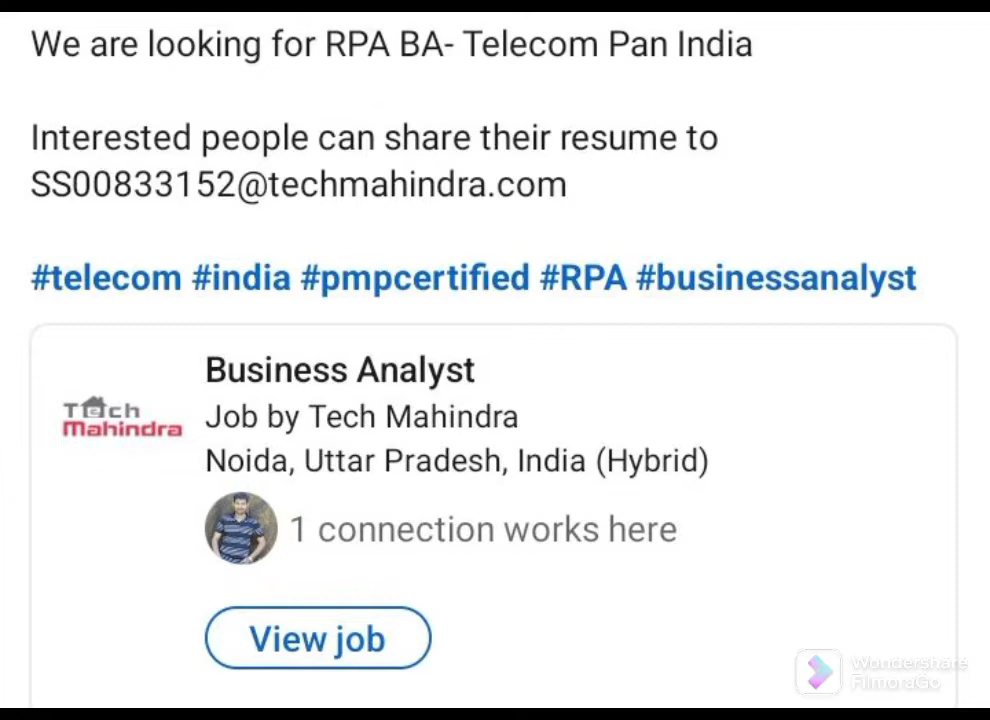 We are looking for RPA BA- Telecom Pan India
Interested people can share their resume to
SS00833152@techmahindra.com
#telecom #india #pmpcertified #RPA #businessanalyst
Business Analyst
Tech
Mahindra
Job by Tech Mahindra
Noida, Uttar Pradesh, India (Hybrid)
1 connection works here
View job
Wondershare
FilmoraGo